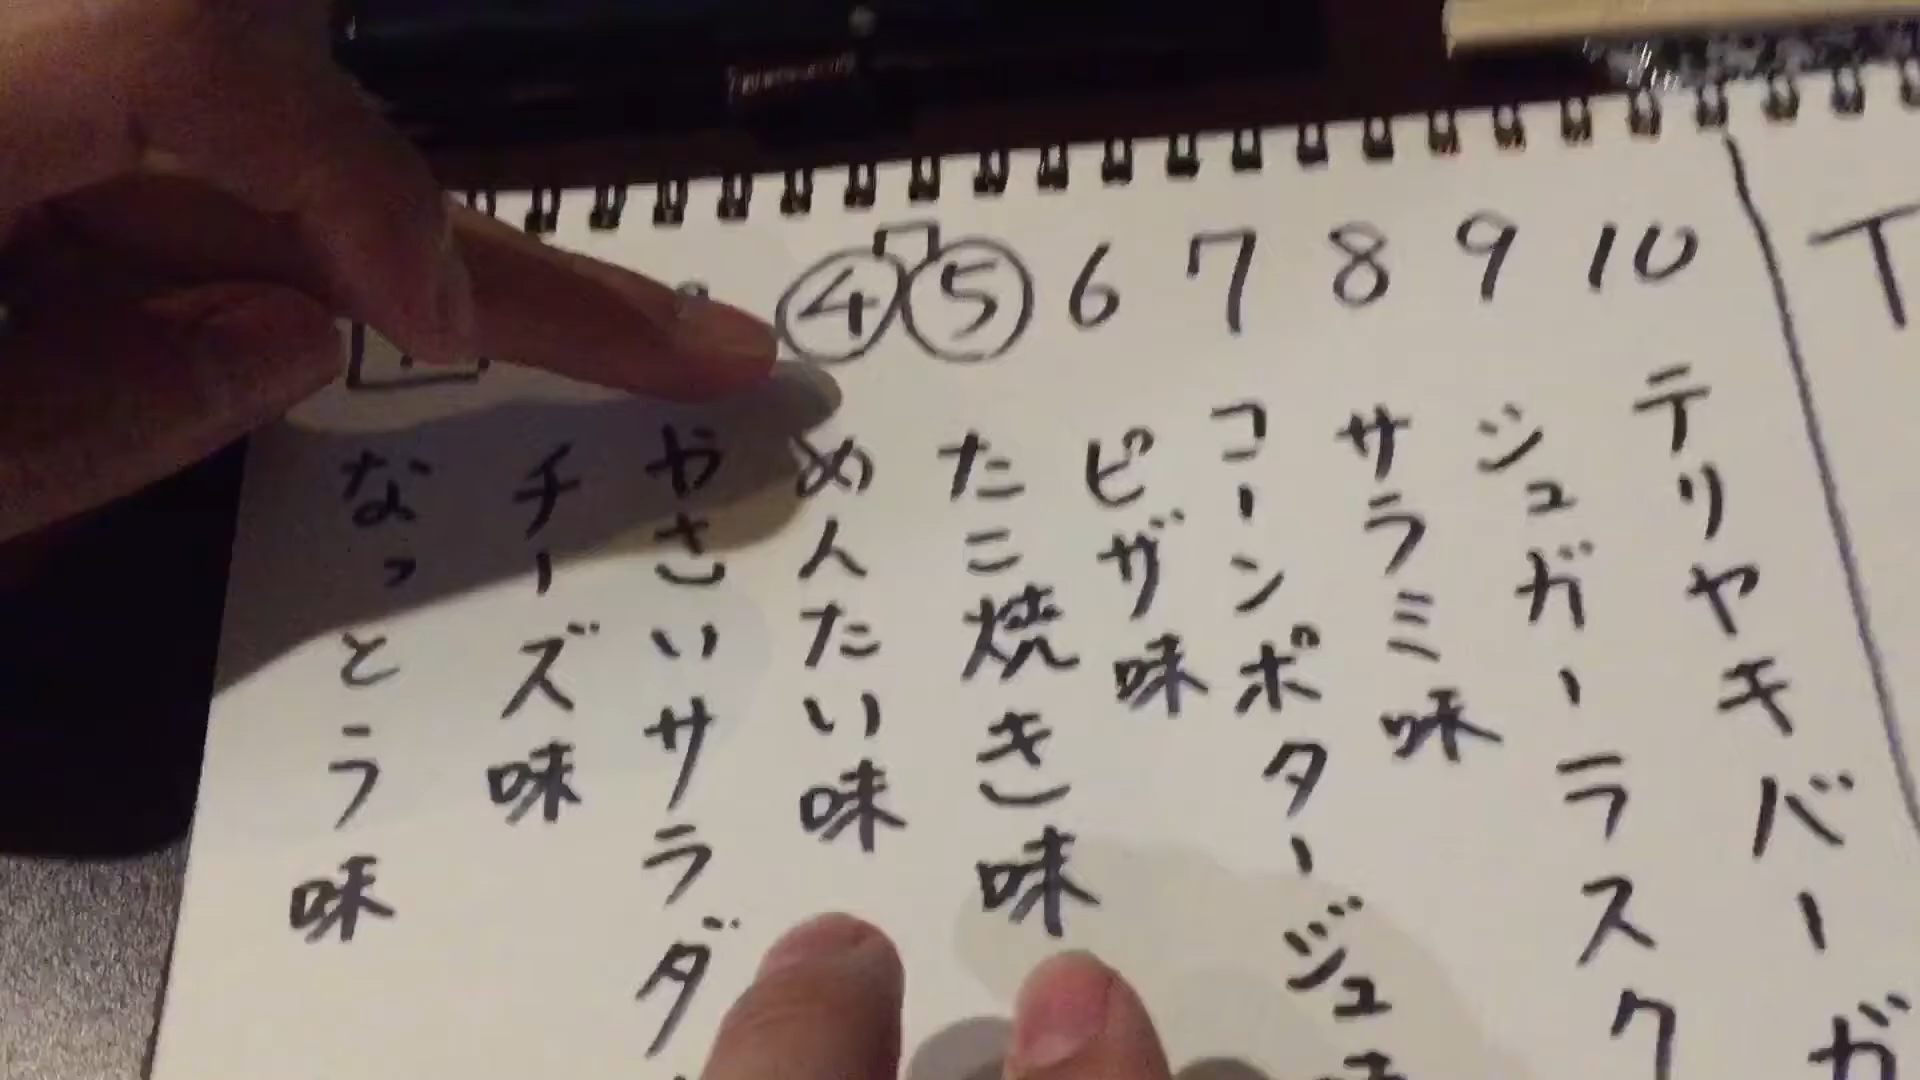 4 5 6 7 8 9 10
T
なっとう味
チーズ味
やさいサラダ
めんたい味
たこ焼き味
ピザ味
コーンポタージュ
サラミ味
シュガーラスク
テリヤキバーガ